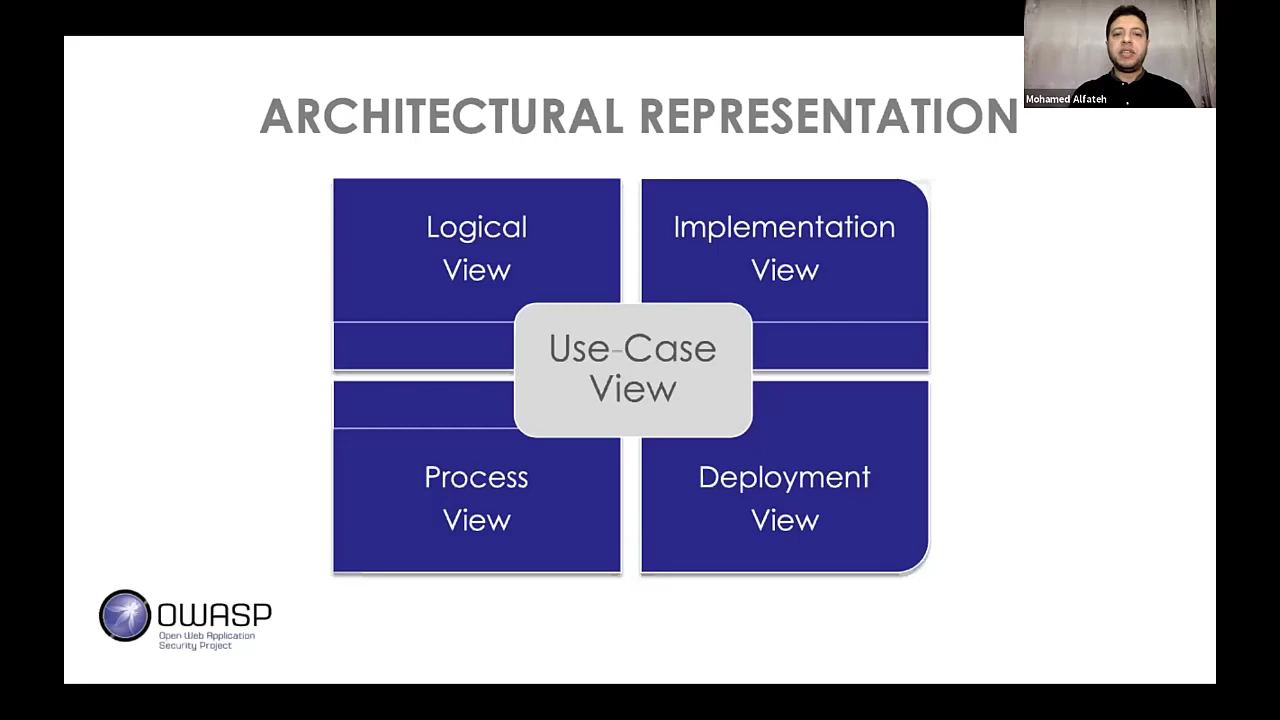 Mohamed Alfateh
ARCHITECTURAL REPRESENTATION
Logical
View
Implementation
View
Use-Case
View
Process
View
Deployment
View
OWASP
Open Web Application
Security Project